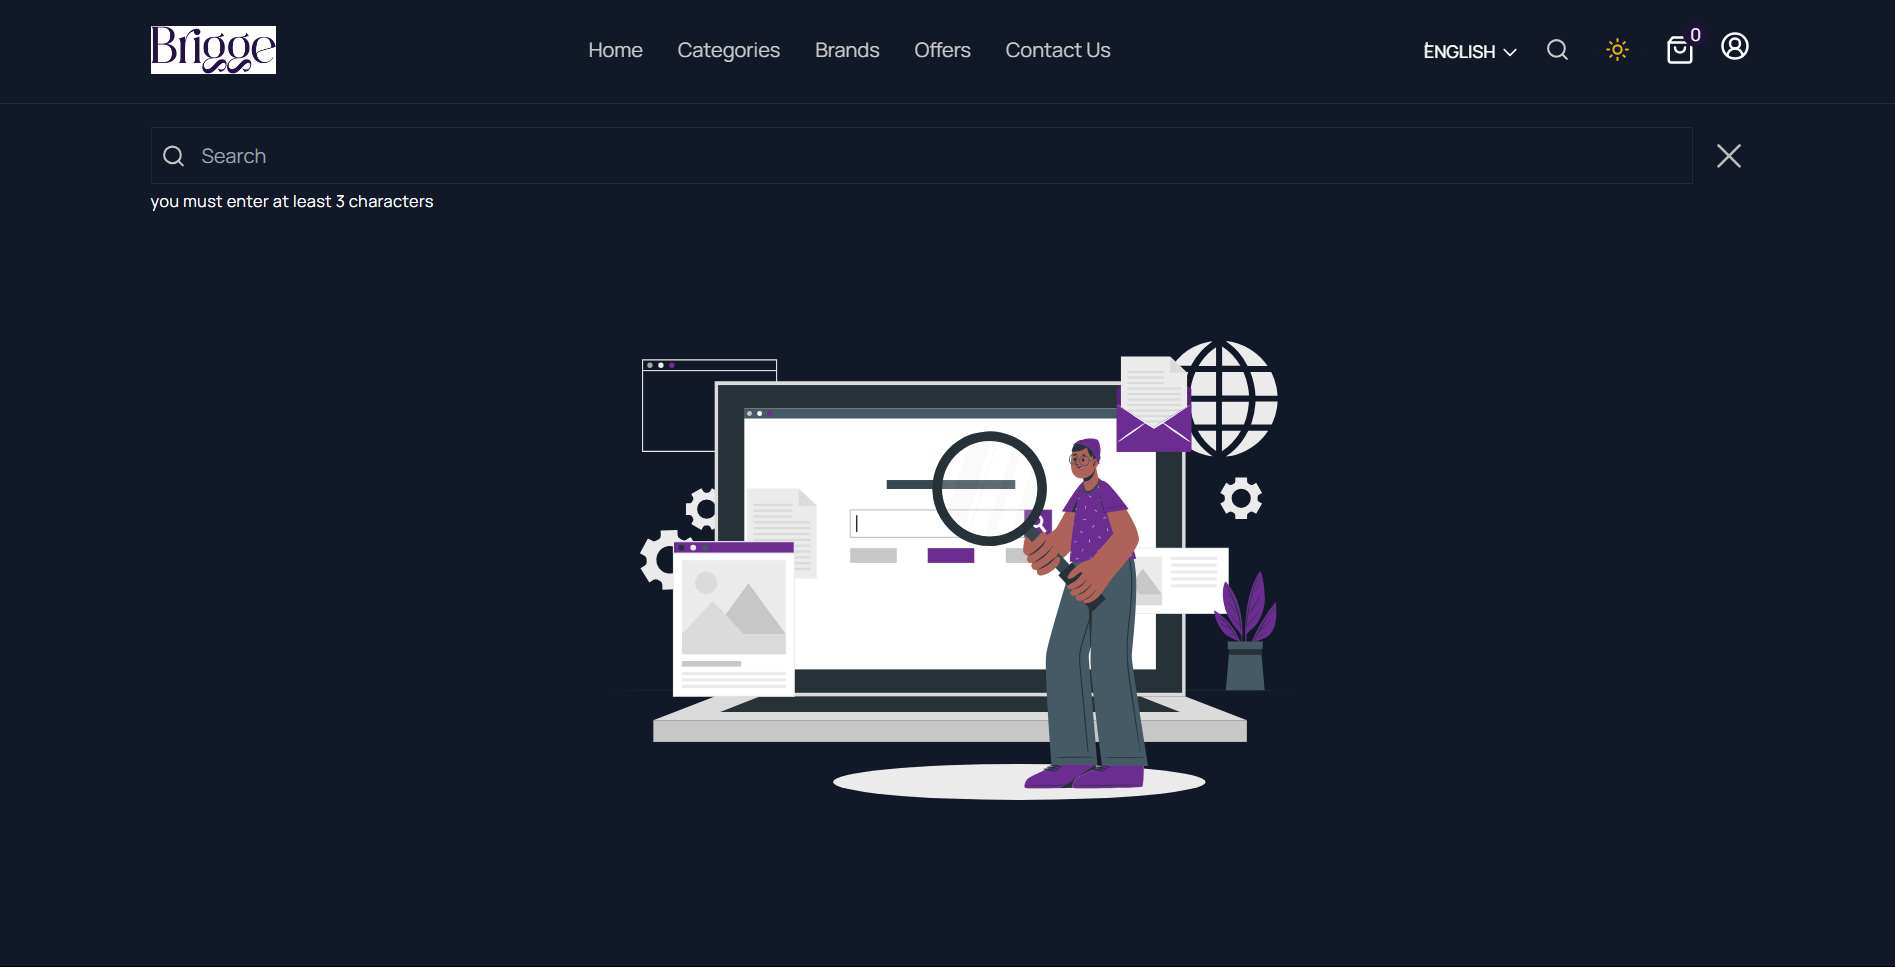 Brigge
Home
Categories
Brands
Offers
Contact Us
ENGLISH
0
Search
you must enter at least 3 characters